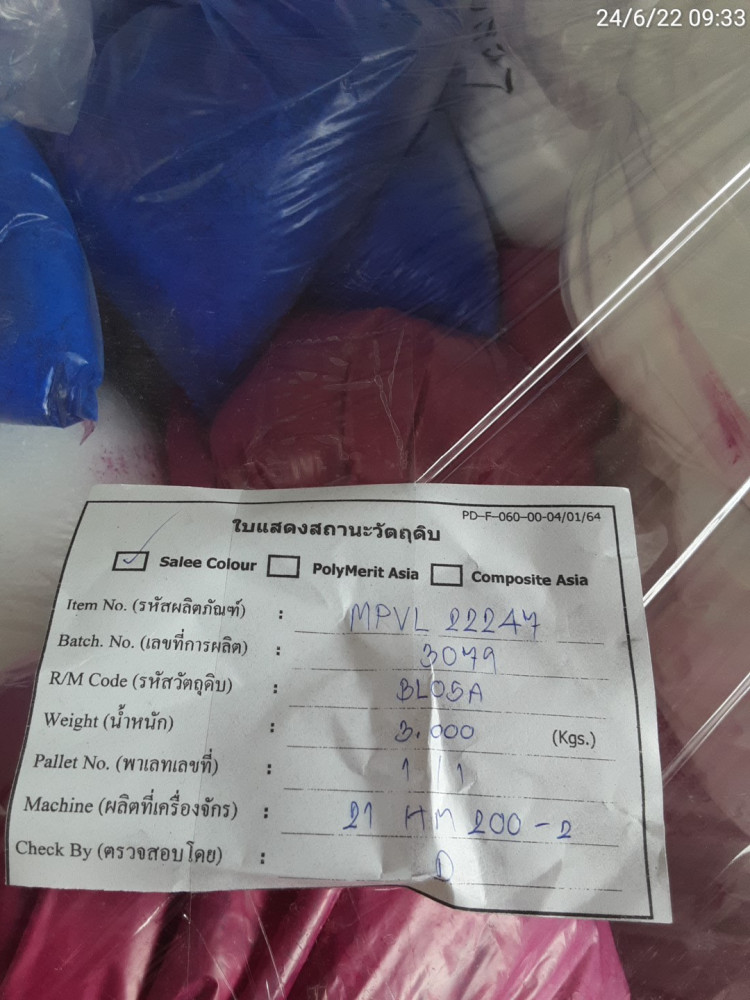 24/6/22 09:33
PD-F-060-00-04/01/64
ใบแสดงสถานะวัตถุดิบ
Salee Colour PolyMerit Asia Composite Asia
Item No. (รหัสผลิตภัณฑ์) : MPVL 22247
Batch. No. (เลขที่การผลิต) : 3079
R/M Code (รหัสวัตถุดิบ) :
Weight (น้ำหนัก) : 3.000 (Kgs.)
Pallet No. (พาเลทเลขที่) : 1/1
Machine (ผลิตที่เครื่องจักร) : 21 HM 200-2
Check By (ตรวจสอบโดย) :